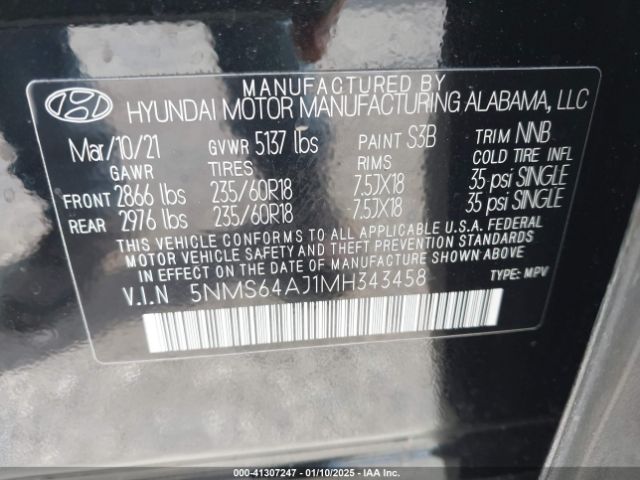 MANUFACTURED BY
HYUNDAI MOTOR MANUFACTURING ALABAMA, LLC
Mar/10/21 GVWR 5137 lbs PAINT S3B TRIM NNB
GAWR TIRES RIMS COLD TIRE INFL
FRONT 2866 lbs 235/60R18 7.5JX18 35 psi SINGLE
REAR 2976 lbs 235/60R18 7.5JX18 35 psi SINGLE
THIS VEHICLE CONFORMS TO ALL APPLICABLE U.S.A. FEDERAL
MOTOR VEHICLE SAFETY AND THEFT PREVENTION STANDARDS
IN EFFECT ON THE DATE OF MANUFACTURE SHOWN ABOVE.
V.I.N 5NMS64AJ1MH343458 TYPE: MPV
000-41307247 - 01/10/2025 - IAA Inc.